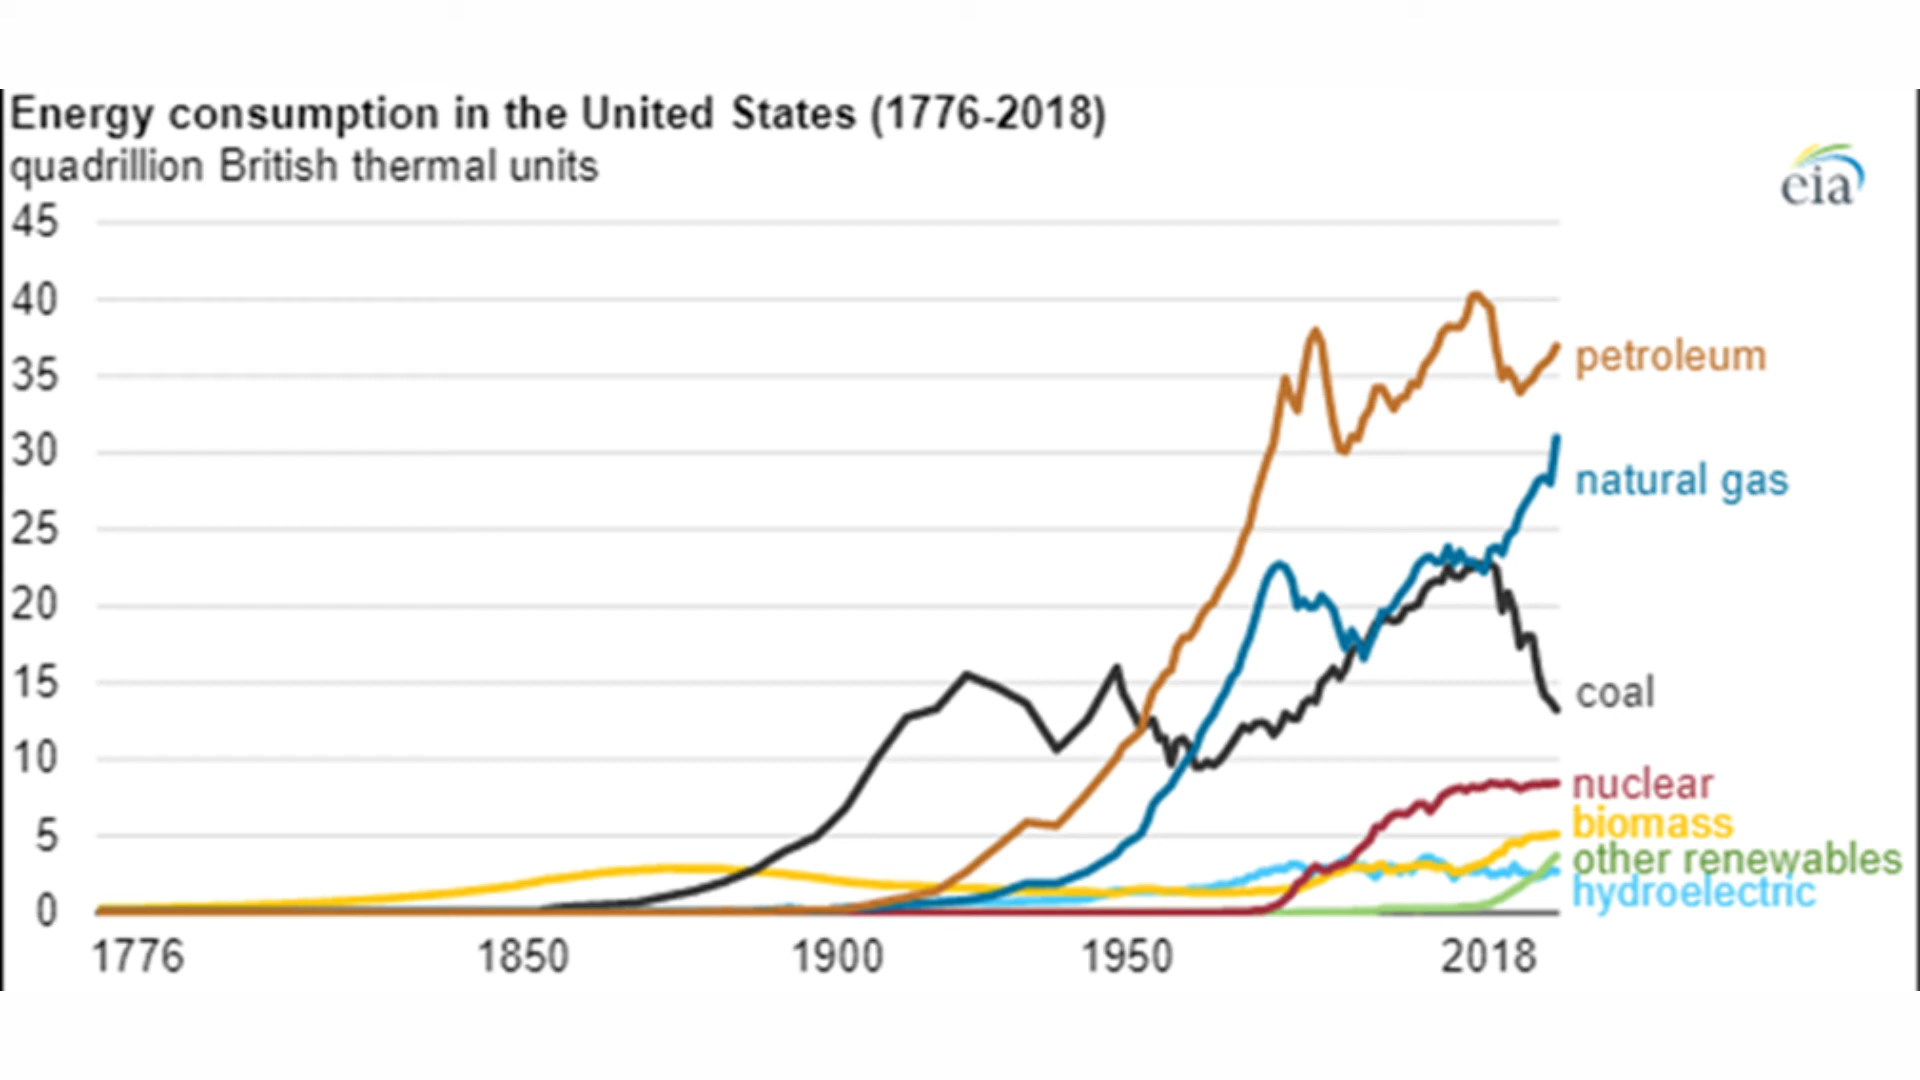 Energy consumption in the United States (1776-2018)
quadrillion British thermal units
eia
45
40
35
30
25
20
15
10
5
0
petroleum
natural gas
coal
nuclear
biomass
other renewables
hydroelectric
1776 1850 1900 1950 2018